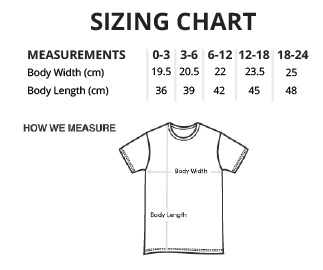 SIZING CHART
MEASUREMENTS 0-3 3-6 6-12 12-18 18-24
Body Width (cm) 19.5 20.5 22 23.5 25
Body Length (cm) 36 39 42 45 48
HOW WE MEASURE
Body Width
Body Length